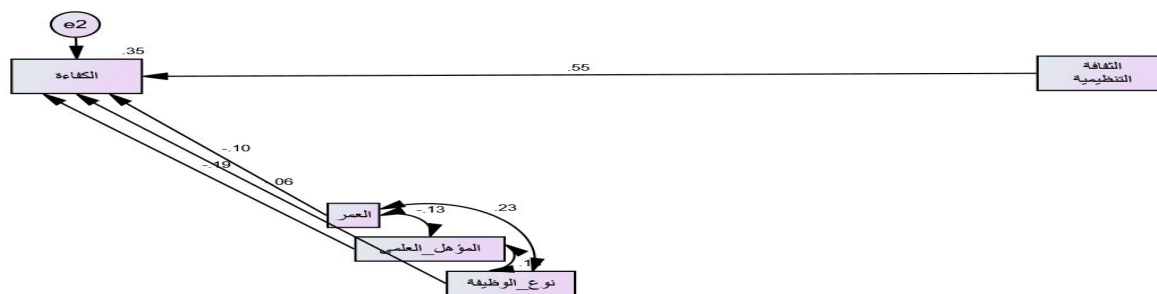 e2
.35
الكفاءة
.55
الثقافة
التنظيمية
-.10
-.19
.06
العمر
-.13
.23
المؤهل_العلمي
نوع_الوظيفة